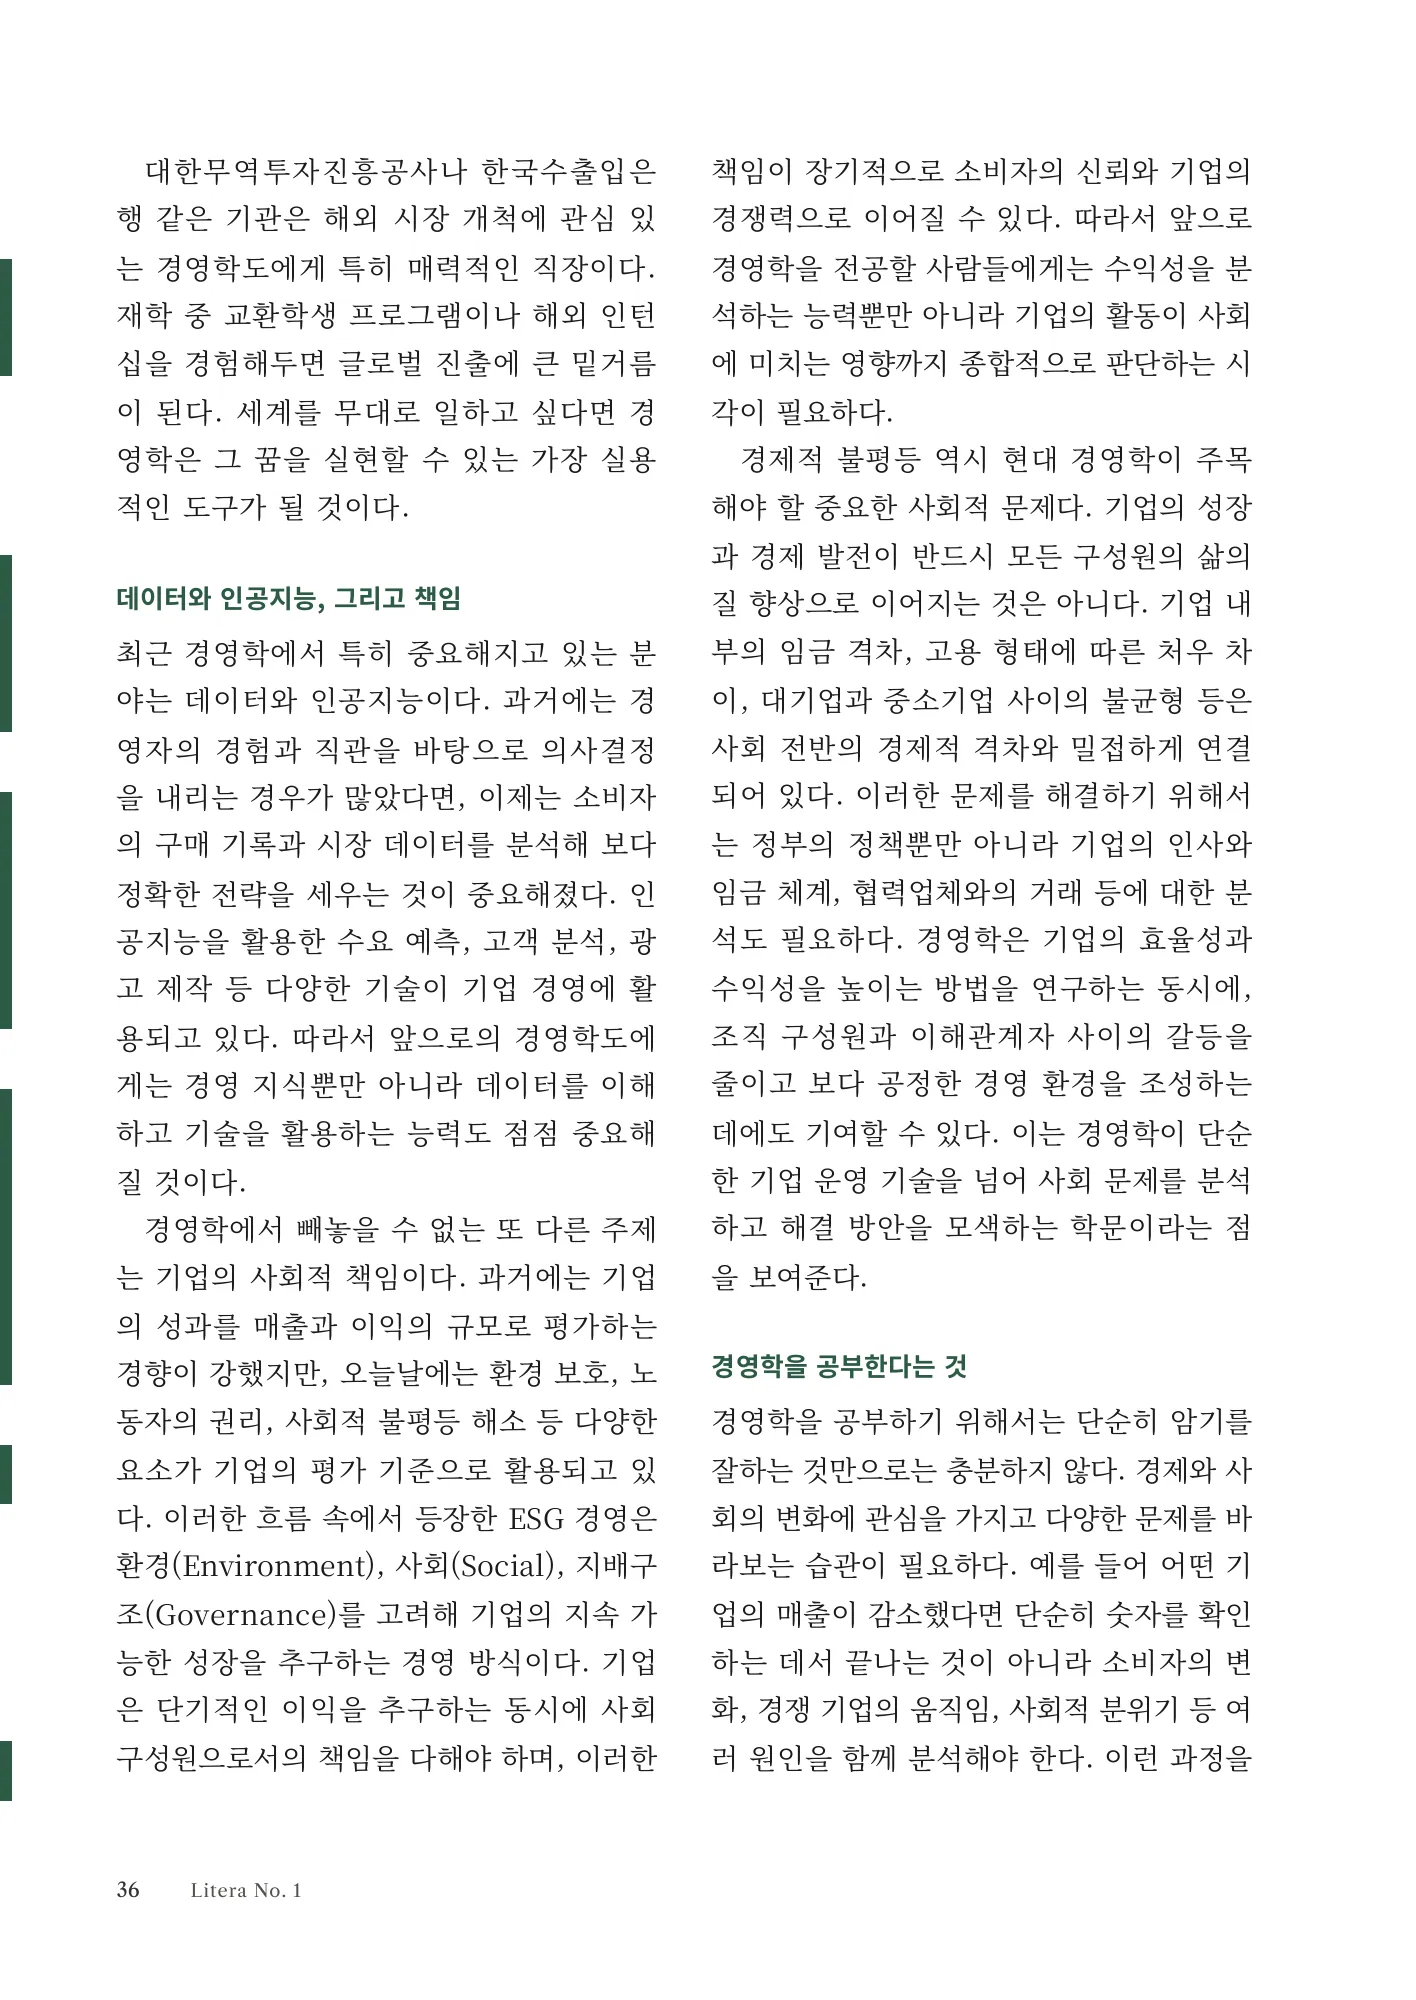 대한무역투자진흥공사나 한국수출입은
행 같은 기관은 해외 시장 개척에 관심 있
는 경영학도에게 특히 매력적인 직장이다.
재학 중 교환학생 프로그램이나 해외 인턴
십을 경험해두면 글로벌 진출에 큰 밑거름
이 된다. 세계를 무대로 일하고 싶다면 경
영학은 그 꿈을 실현할 수 있는 가장 실용
적인 도구가 될 것이다.
데이터와 인공지능, 그리고 책임
최근 경영학에서 특히 중요해지고 있는 분
야는 데이터와 인공지능이다. 과거에는 경
영자의 경험과 직관을 바탕으로 의사결정
을 내리는 경우가 많았다면, 이제는 소비자
의 구매 기록과 시장 데이터를 분석해 보다
정확한 전략을 세우는 것이 중요해졌다. 인
공지능을 활용한 수요 예측, 고객 분석, 광
고 제작 등 다양한 기술이 기업 경영에 활
용되고 있다. 따라서 앞으로의 경영학도에
게는 경영 지식뿐만 아니라 데이터를 이해
하고 기술을 활용하는 능력도 점점 중요해
질 것이다.
경영학에서 빼놓을 수 없는 또 다른 주제
는 기업의 사회적 책임이다. 과거에는 기업
의 성과를 매출과 이익의 규모로 평가하는
경향이 강했지만, 오늘날에는 환경 보호, 노
동자의 권리, 사회적 불평등 해소 등 다양한
요소가 기업의 평가 기준으로 활용되고 있
다. 이러한 흐름 속에서 등장한 ESG 경영은
환경(Environment), 사회(Social), 지배구
조(Governance)를 고려해 기업의 지속 가
능한 성장을 추구하는 경영 방식이다. 기업
은 단기적인 이익을 추구하는 동시에 사회
구성원으로서의 책임을 다해야 하며, 이러한
책임이 장기적으로 소비자의 신뢰와 기업의
경쟁력으로 이어질 수 있다. 따라서 앞으로
경영학을 전공할 사람들에게는 수익성을 분
석하는 능력뿐만 아니라 기업의 활동이 사회
에 미치는 영향까지 종합적으로 판단하는 시
각이 필요하다.
경제적 불평등 역시 현대 경영학이 주목
해야 할 중요한 사회적 문제다. 기업의 성장
과 경제 발전이 반드시 모든 구성원의 삶의
질 향상으로 이어지는 것은 아니다. 기업 내
부의 임금 격차, 고용 형태에 따른 처우 차
이, 대기업과 중소기업 사이의 불균형 등은
사회 전반의 경제적 격차와 밀접하게 연결
되어 있다. 이러한 문제를 해결하기 위해서
는 정부의 정책뿐만 아니라 기업의 인사와
임금 체계, 협력업체와의 거래 등에 대한 분
석도 필요하다. 경영학은 기업의 효율성과
수익성을 높이는 방법을 연구하는 동시에,
조직 구성원과 이해관계자 사이의 갈등을
줄이고 보다 공정한 경영 환경을 조성하는
데에도 기여할 수 있다. 이는 경영학이 단순
한 기업 운영 기술을 넘어 사회 문제를 분석
하고 해결 방안을 모색하는 학문이라는 점
을 보여준다.
경영학을 공부한다는 것
경영학을 공부하기 위해서는 단순히 암기를
잘하는 것만으로는 충분하지 않다. 경제와 사
회의 변화에 관심을 가지고 다양한 문제를 바
라보는 습관이 필요하다. 예를 들어 어떤 기
업의 매출이 감소했다면 단순히 숫자를 확인
하는 데서 끝나는 것이 아니라 소비자의 변
화, 경쟁 기업의 움직임, 사회적 분위기 등 여
러 원인을 함께 분석해야 한다. 이런 과정을
36 Litera No. 1